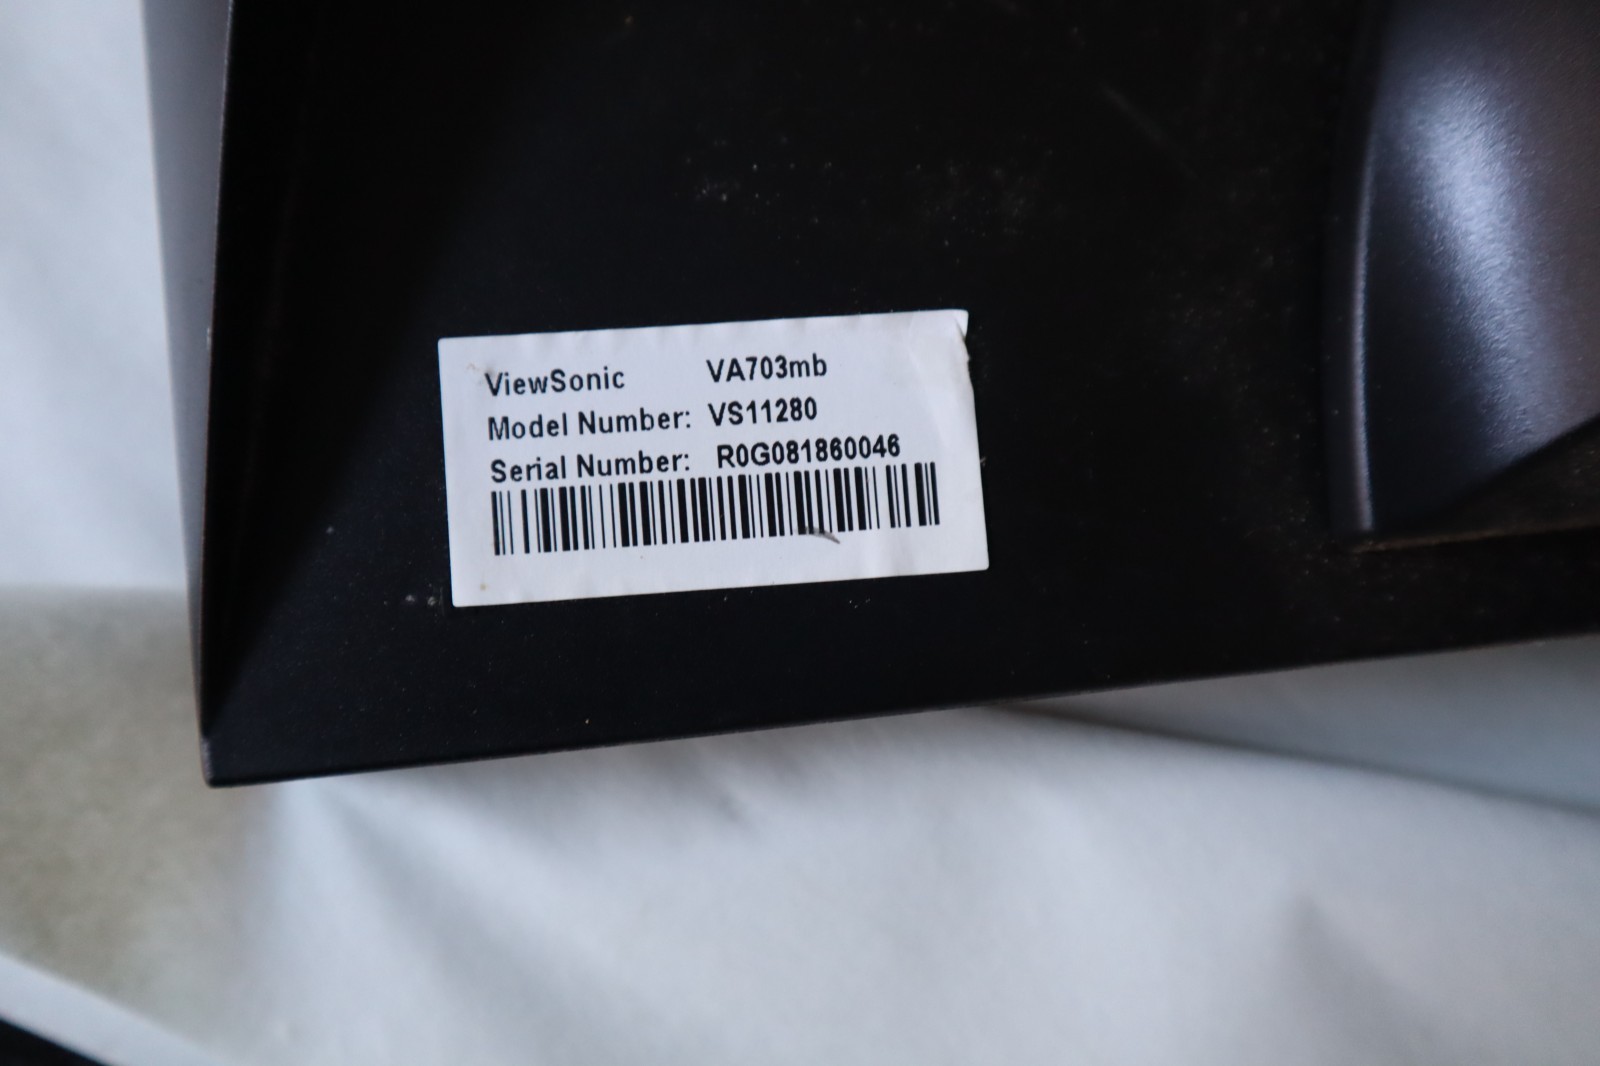 ViewSonic VA703mb
Model Number: VS11280
Serial Number: R0G081860046